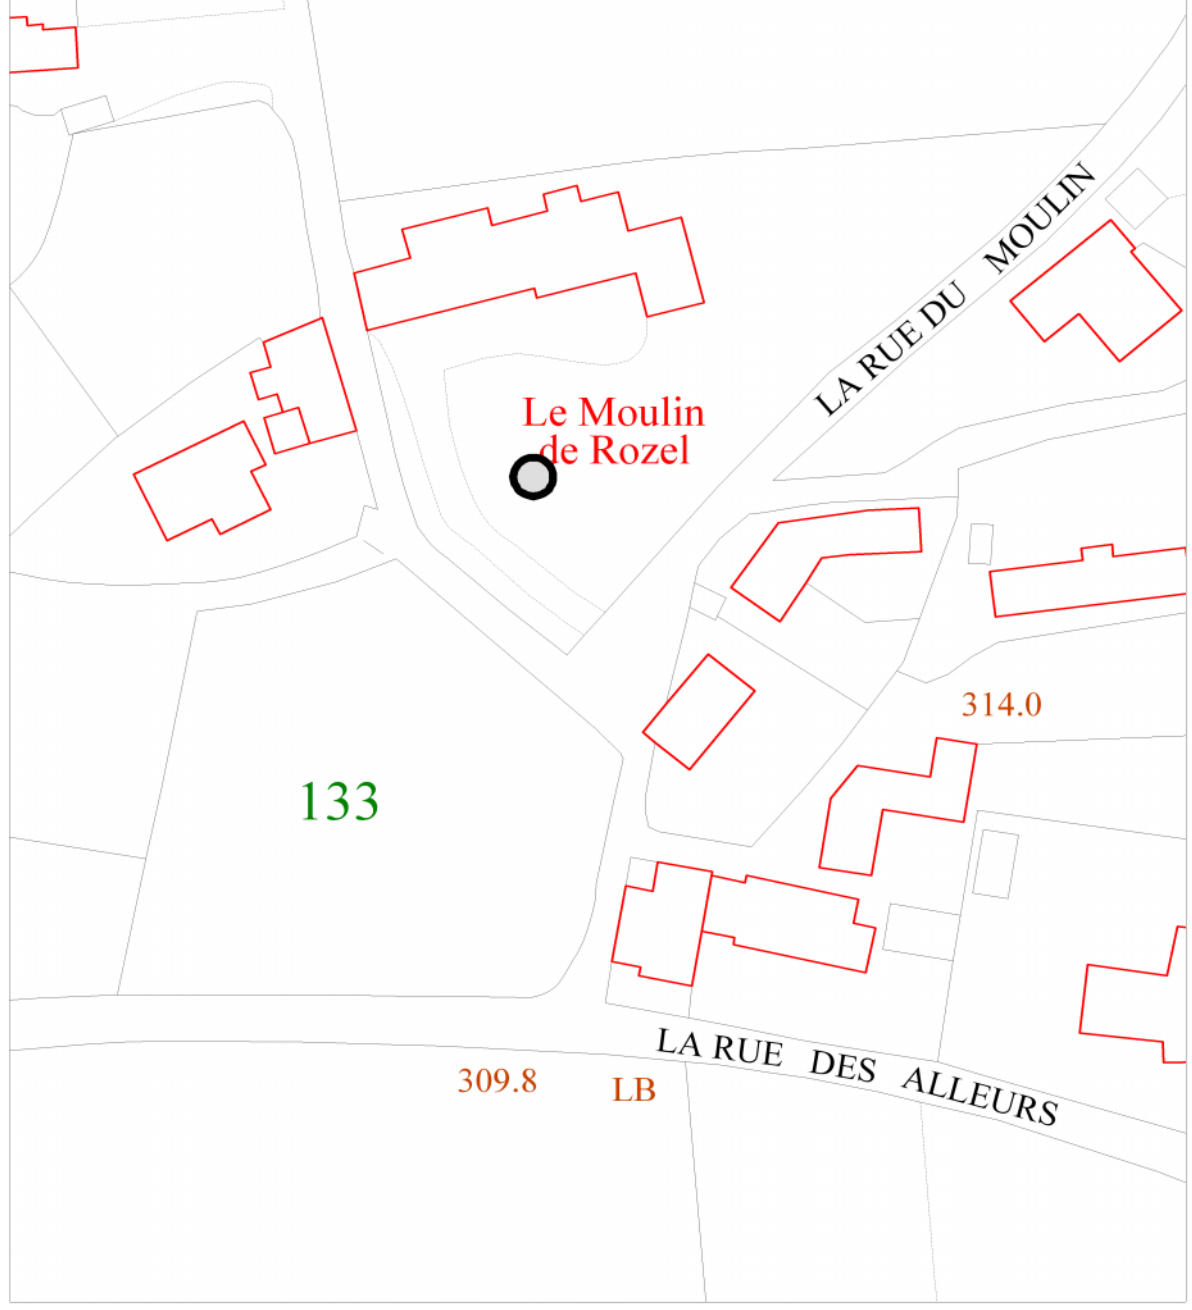 LA RUE DU MOULIN
Le Moulin
de Rozel
314.0
133
LA RUE DES ALLEURS
309.8
LB